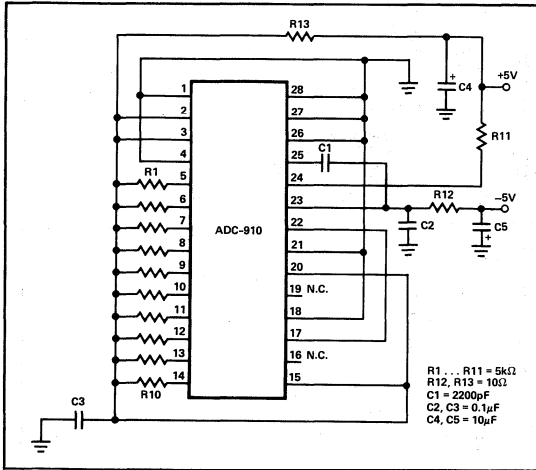 R13
+
C4
+5V
R11
1
2
3
4
5
6
7
8
9
10
11
12
13
14
R1
R10
ADC-910
28
27
26
25
24
23
22
21
20
19 N.C.
18
17
16 N.C.
15
C1
R12
–5V
C2
C5
+
C3
R1 . . . R11 = 5kΩ
R12, R13 = 10Ω
C1 = 2200pF
C2, C3 = 0.1μF
C4, C5 = 10μF